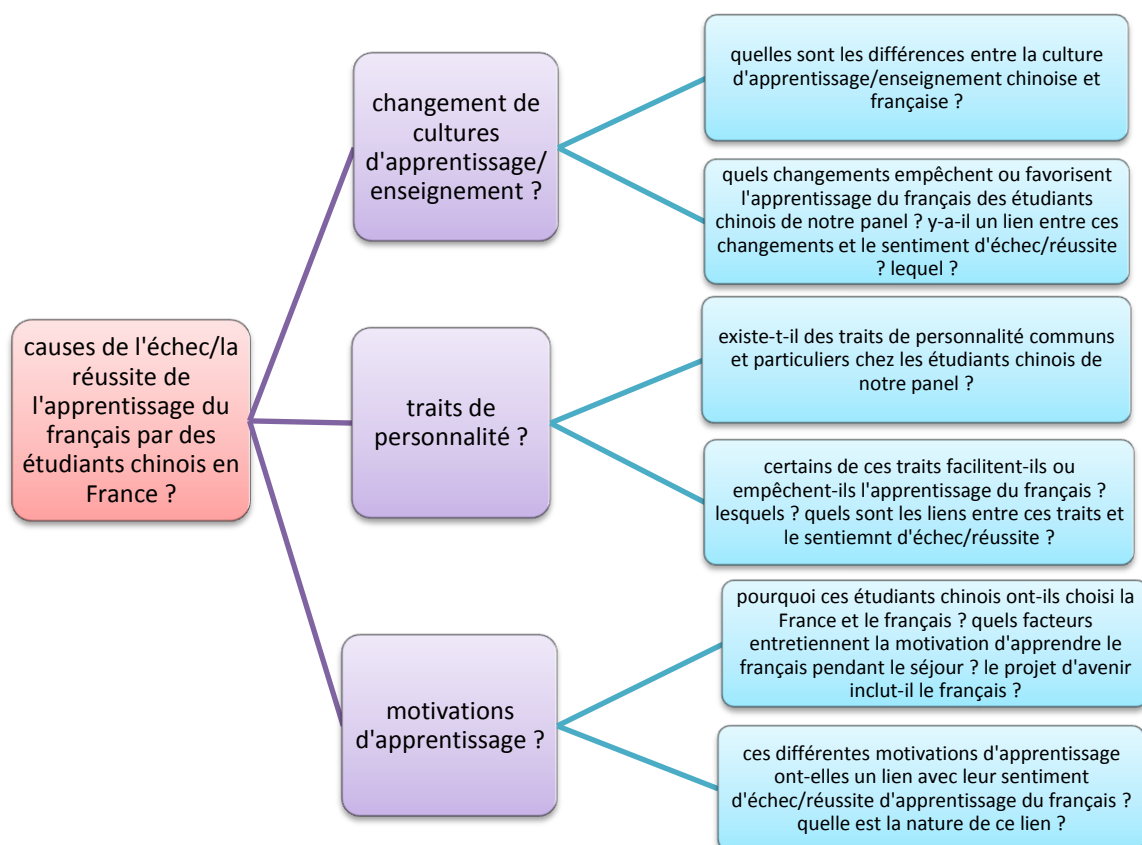 causes de l'échec/la
réussite de
l'apprentissage du
français par des
étudiants chinois en
France ?
changement de
cultures
d'apprentissage/
enseignement ?
quelles sont les différences entre la culture
d'apprentissage/enseignement chinoise et
française ?
quels changements empêchent ou favorisent
l'apprentissage du français des étudiants
chinois de notre panel ? y-a-il un lien entre ces
changements et le sentiment d'échec/réussite
? lequel ?
traits de
personnalité ?
existe-t-il des traits de personnalité communs
et particuliers chez les étudiants chinois de
notre panel ?
certains de ces traits facilitent-ils ou
empêchent-ils l'apprentissage du français ?
lesquels ? quels sont les liens entre ces traits et
le sentiemnt d'échec/réussite ?
motivations
d'apprentissage ?
pourquoi ces étudiants chinois ont-ils choisi la
France et le français ? quels facteurs
entretiennent la motivation d'apprendre le
français pendant le séjour ? le projet d'avenir
inclut-il le français ?
ces différentes motivations d'apprentissage
ont-elles un lien avec leur sentiment
d'échec/réussite d'apprentissage du français ?
quelle est la nature de ce lien ?